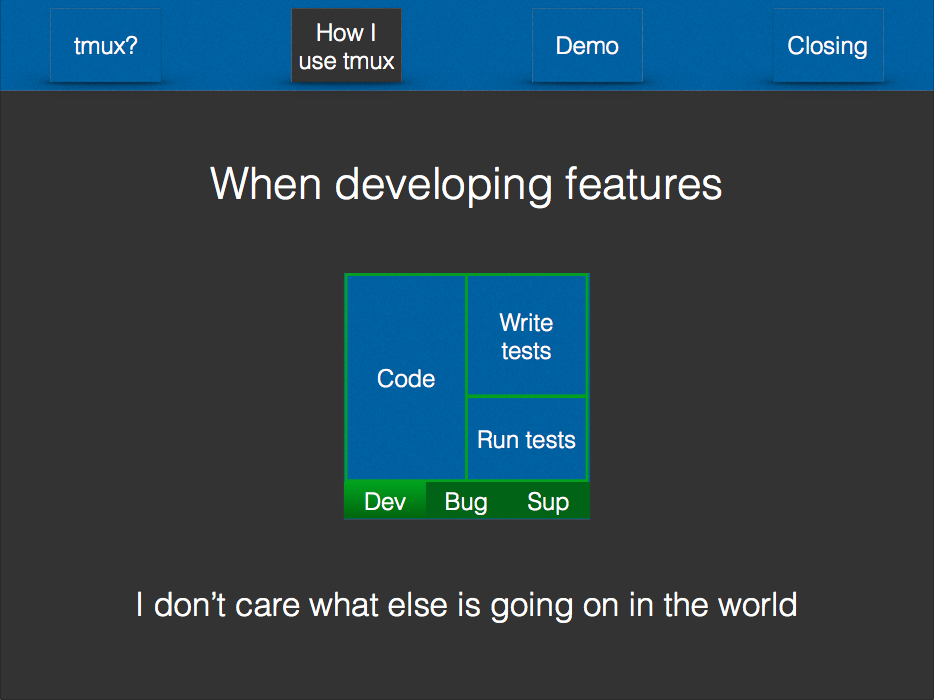 tmux?
How I
use tmux
Demo
Closing
When developing features
Code
Write
tests
Run tests
Dev
Bug
Sup
I don’t care what else is going on in the world